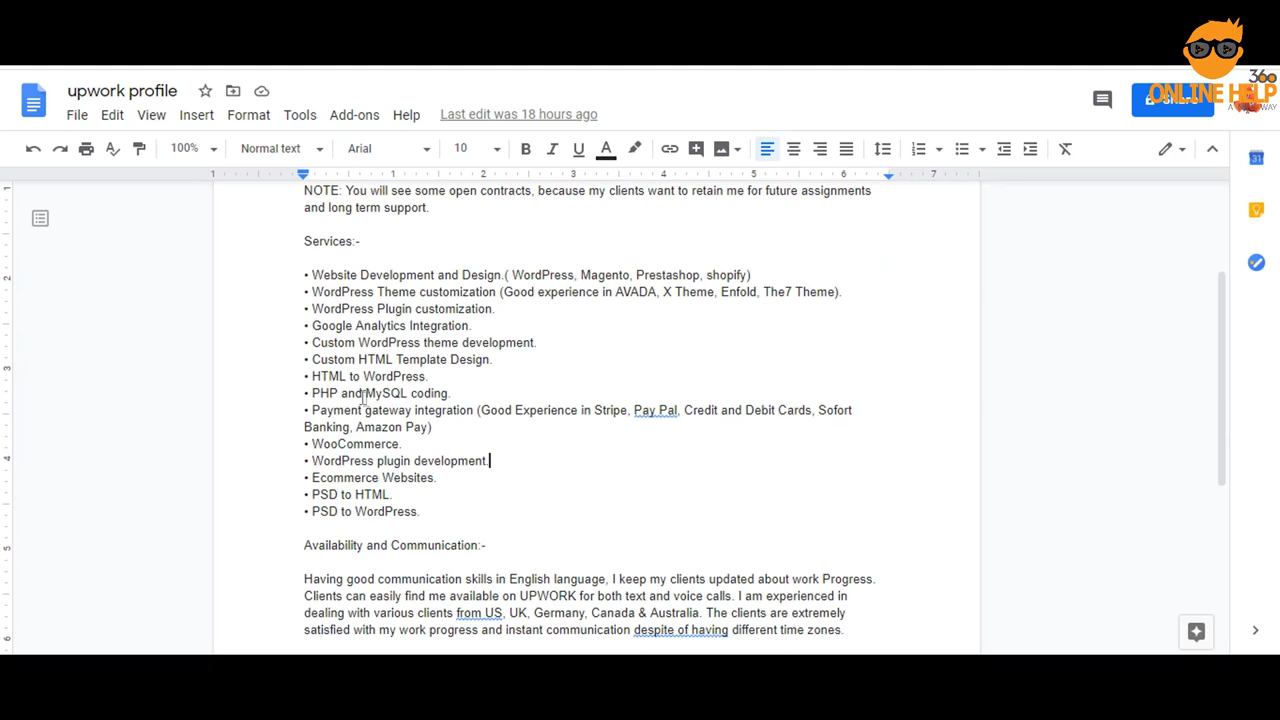 upwork profile
File Edit View Insert Format Tools Add-ons Help Last edit was 18 hours ago
360
ONLINE HELP
100% Normal text Arial 10 B I U A
1 1 2 3 4 5 6 7
NOTE: You will see some open contracts, because my clients want to retain me for future assignments
and long term support.
Services:-
• Website Development and Design.( WordPress, Magento, Prestashop, shopify)
• WordPress Theme customization (Good experience in AVADA, X Theme, Enfold, The7 Theme).
• WordPress Plugin customization.
• Google Analytics Integration.
• Custom WordPress theme development.
• Custom HTML Template Design.
• HTML to WordPress.
• PHP and MySQL coding.
• Payment gateway integration (Good Experience in Stripe, Pay Pal, Credit and Debit Cards, Sofort
Banking, Amazon Pay)
• WooCommerce.
• WordPress plugin development.
• Ecommerce Websites.
• PSD to HTML.
• PSD to WordPress.
Availability and Communication:-
Having good communication skills in English language, I keep my clients updated about work Progress.
Clients can easily find me available on UPWORK for both text and voice calls. I am experienced in
dealing with various clients from US, UK, Germany, Canada & Australia. The clients are extremely
satisfied with my work progress and instant communication despite of having different time zones.